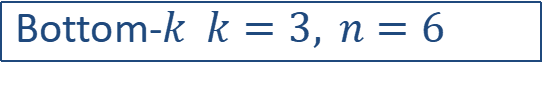 Bottom-𝑘 𝑘 = 3, 𝑛 = 6